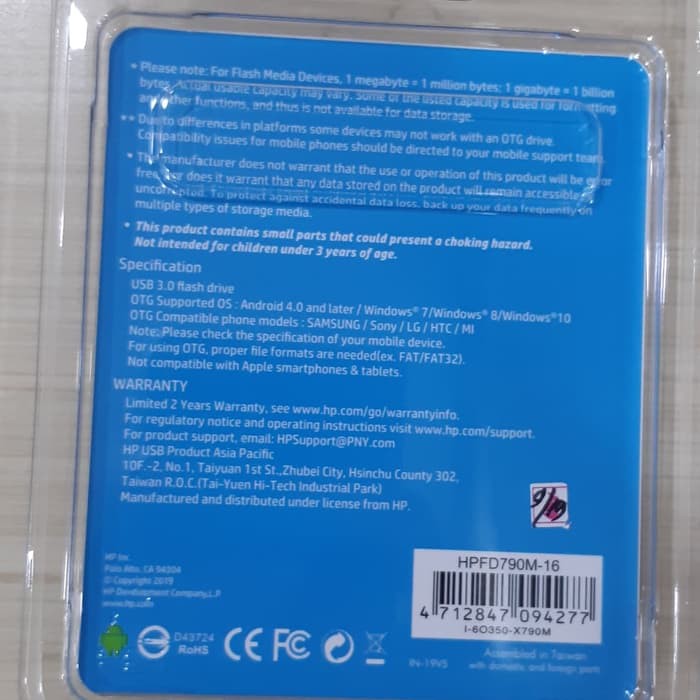 • Please note: For Flash Media Devices, 1 megabyte = 1 million bytes; 1 gigabyte = 1 billion
bytes. Actual usable capacity may vary. Some of the listed capacity is used for formatting
and other functions, and thus is not available for data storage.
•• Due to differences in platforms some devices may not work with an OTG drive.
Compatibility issues for mobile phones should be directed to your mobile support team.
• The manufacturer does not warrant that the use or operation of this product will be error
free, nor does it warrant that any data stored on the product will remain accessible or
uncorrupted. To protect against accidental data loss, back up your data frequently on
multiple types of storage media.
• This product contains small parts that could present a choking hazard.
Not intended for children under 3 years of age.
Specification
USB 3.0 flash drive
OTG Supported OS : Android 4.0 and later / Windows® 7/Windows® 8/Windows®10
OTG Compatible phone models : SAMSUNG / Sony / LG / HTC / MI
Note: Please check the specification of your mobile device.
For using OTG, proper file formats are needed(ex. FAT/FAT32).
Not compatible with Apple smartphones & tablets.
WARRANTY
Limited 2 Years Warranty, see www.hp.com/go/warrantyinfo.
For regulatory notice and operating instructions visit www.hp.com/support.
For product support, email: HPSupport@PNY.com
HP USB Product Asia Pacific
10F.-2, No.1, Taiyuan 1st St.,Zhubei City, Hsinchu County 302,
Taiwan R.O.C.(Tai-Yuen Hi-Tech Industrial Park)
Manufactured and distributed under license from HP.
HP Inc.
Palo Alto, CA 94304
© Copyright 2019
HP Development Company,L.P
www.hp.com
HPFD790M-16
4 712847 094277
I-6O350-X790M
D43724
RoHS
CE FC
IN-19V5
Assembled in Taiwan
with domestic and foreign parts